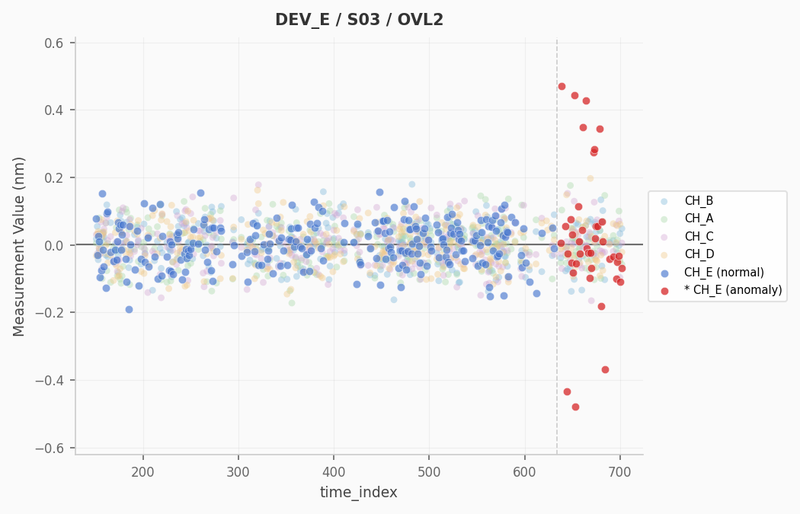 DEV_E / S03 / OVL2
Measurement Value (nm)
0.6
0.4
0.2
0.0
−0.2
−0.4
−0.6
200
300
400
500
600
700
time_index
CH_B
CH_A
CH_C
CH_D
CH_E (normal)
* CH_E (anomaly)